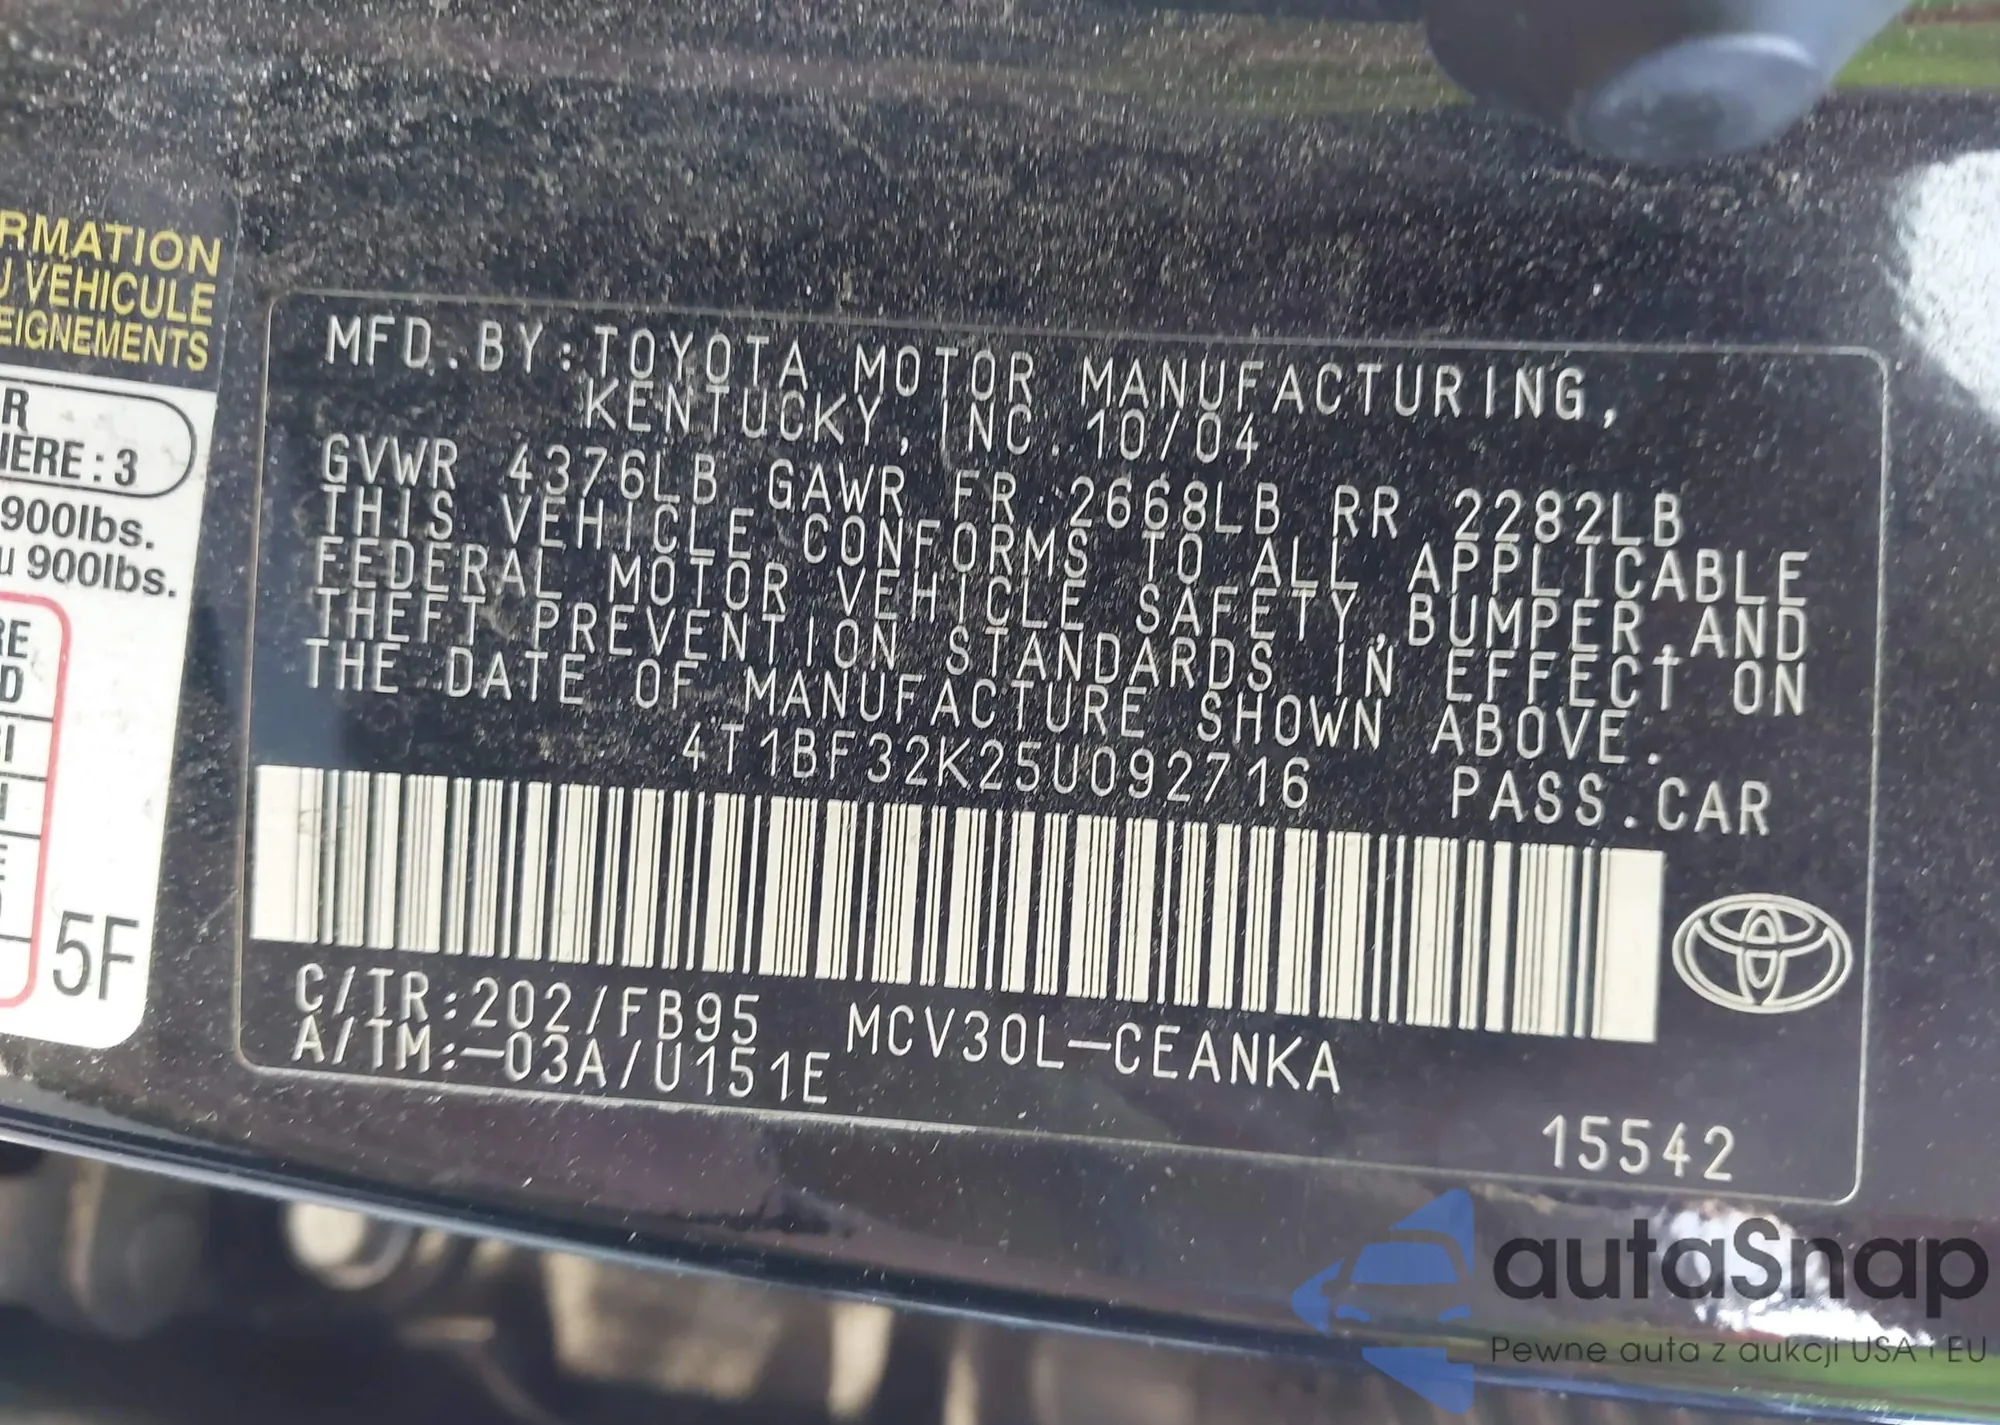 RMATION
U VÉHICULE
EIGNEMENTS
R
IÈRE : 3
900lbs.
u 900lbs.
RE
D
5F
MFD. BY: TOYOTA MOTOR MANUFACTURING,
KENTUCKY, INC. 10/04
GVWR 4376LB GAWR FR 2668LB RR 2282LB
THIS VEHICLE CONFORMS TO ALL APPLICABLE
FEDERAL MOTOR VEHICLE SAFETY,BUMPER,AND
THEFT PREVENTION STANDARDS IN EFFECT ON
THE DATE OF MANUFACTURE SHOWN ABOVE.
4T1BF32K25U092716 PASS.CAR
C/TR:202/FB95 MCV30L-CEANKA
A/TM:-03A/U151E
15542
autaSnap
Pewne auta z aukcji USA i EU